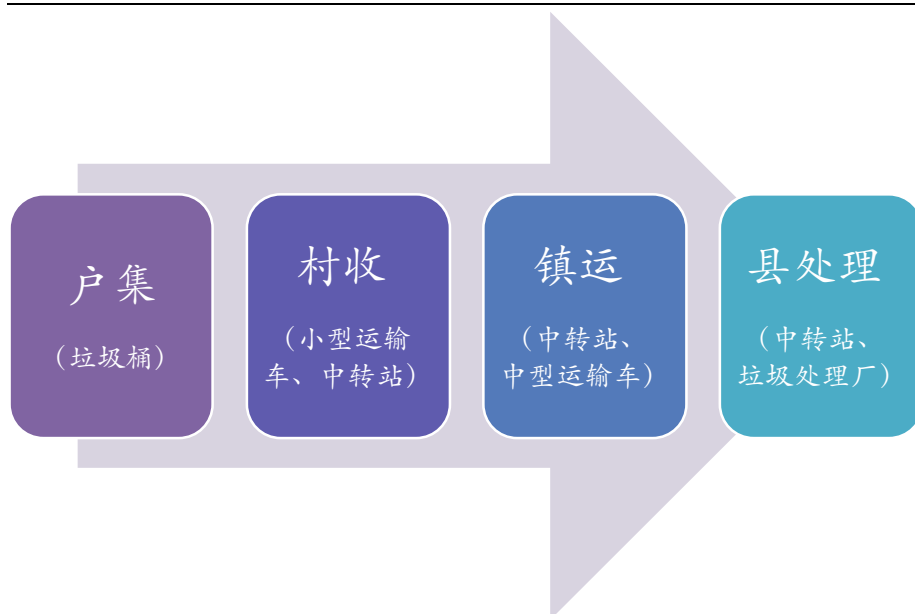 户集
（垃圾桶）
村收
（小型运输
车、中转站）
镇运
（中转站、
中型运输车）
县处理
（中转站、
垃圾处理厂）